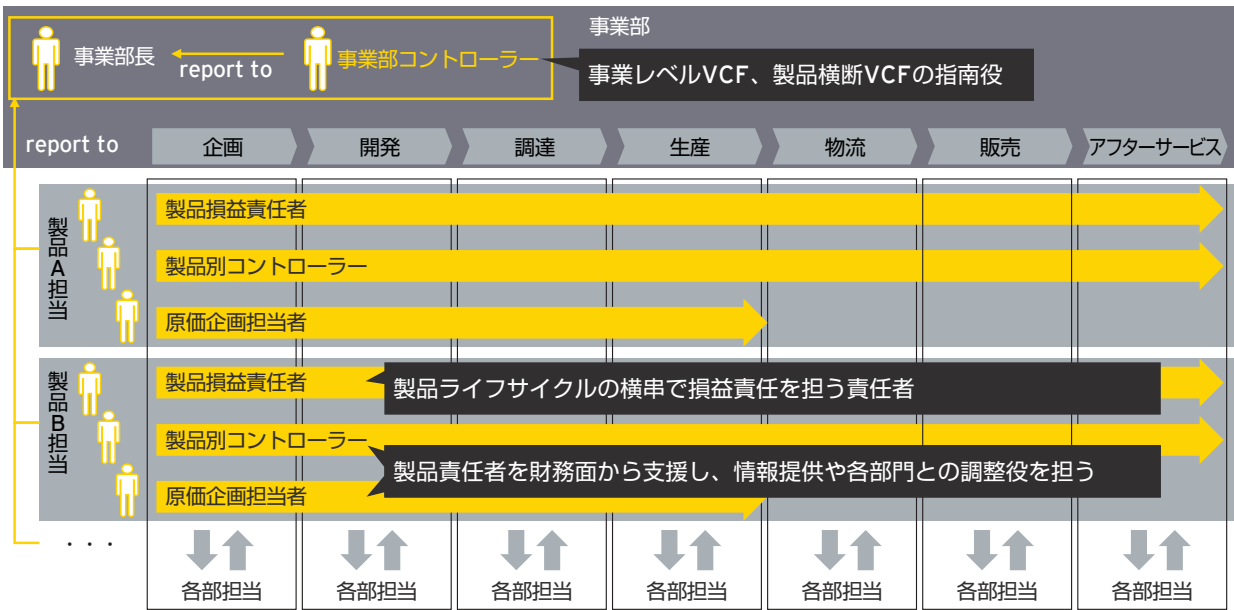 事業部
事業部長
report to
事業部コントローラー
事業レベルVCF、製品横断VCFの指南役
report to
企画
開発
調達
生産
物流
販売
アフターサービス
製品A担当
製品損益責任者
製品別コントローラー
原価企画担当者
製品B担当
製品損益責任者
製品ライフサイクルの横串で損益責任を担う責任者
製品別コントローラー
製品責任者を財務面から支援し、情報提供や各部門との調整役を担う
原価企画担当者
・・・
各部担当
各部担当
各部担当
各部担当
各部担当
各部担当
各部担当